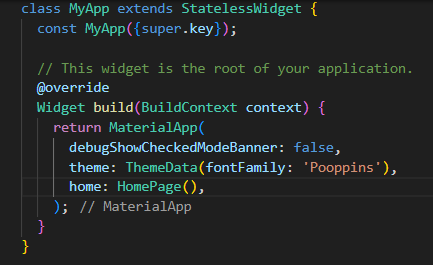 class MyApp extends StatelessWidget {
  const MyApp({super.key});

  // This widget is the root of your application.
  @override
  Widget build(BuildContext context) {
    return MaterialApp(
      debugShowCheckedModeBanner: false,
      theme: ThemeData(fontFamily: 'Pooppins'),
      home: HomePage(),
    ); // MaterialApp
  }
}